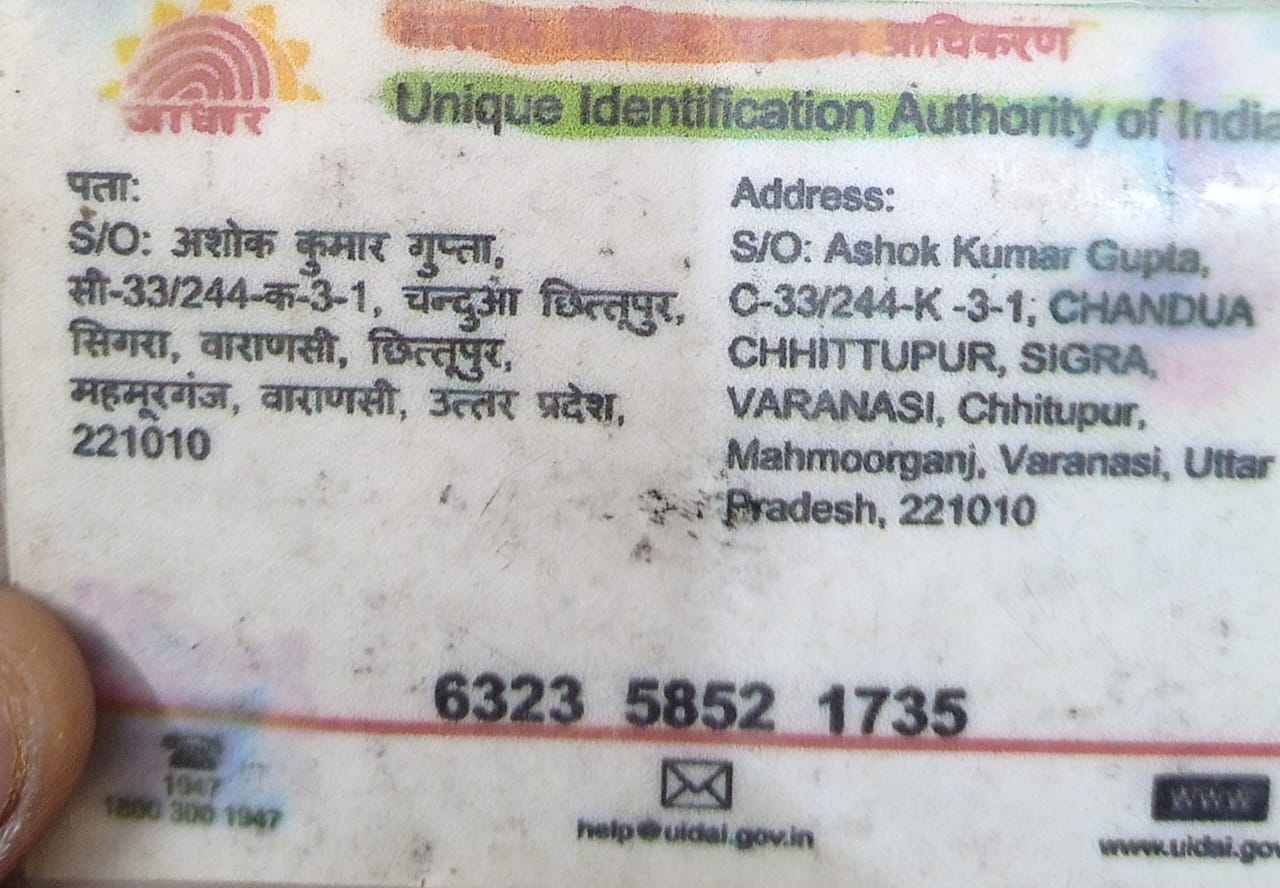 आधार
प्राधिकरण
Unique Identification Authority of India
पता:
S/O: अशोक कुमार गुप्ता,
सी-33/244-क-3-1, चन्दुआ छित्तूपुर,
सिगरा, वाराणसी, छित्तूपुर,
महमूरगंज, वाराणसी, उत्तर प्रदेश,
221010
Address:
S/O: Ashok Kumar Gupta,
C-33/244-K -3-1, CHANDUA
CHHITTUPUR, SIGRA,
VARANASI, Chhitupur,
Mahmoorganj, Varanasi, Uttar
Pradesh, 221010
6323 5852 1735
1947
1800 300 1947
help@uidai.gov.in
www
www.uidai.gov